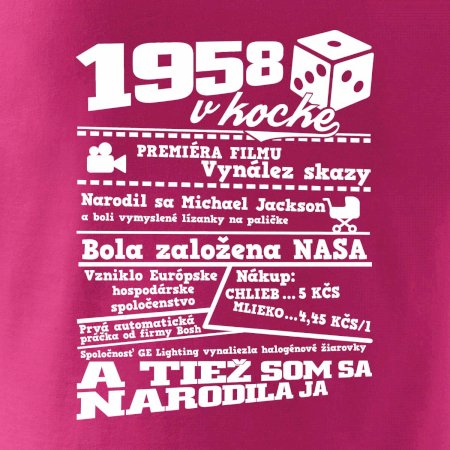 1958
v kocke
PREMIÉRA FILMU
Vynález skazy
Narodil sa Michael Jackson
a boli vymyslené lízanky na paličke
Bola založena NASA
Vzniklo Európske
hospodárske
spoločenstvo
Nákup:
CHLIEB...5 KČS
MLIEKO...4,45 KČS/1
Prvá automatická
práčka od firmy Bosh
Spoločnosť GE Lighting vynaliezla halogénové žiarovky
A TIEŽ SOM SA
NARODILA JA